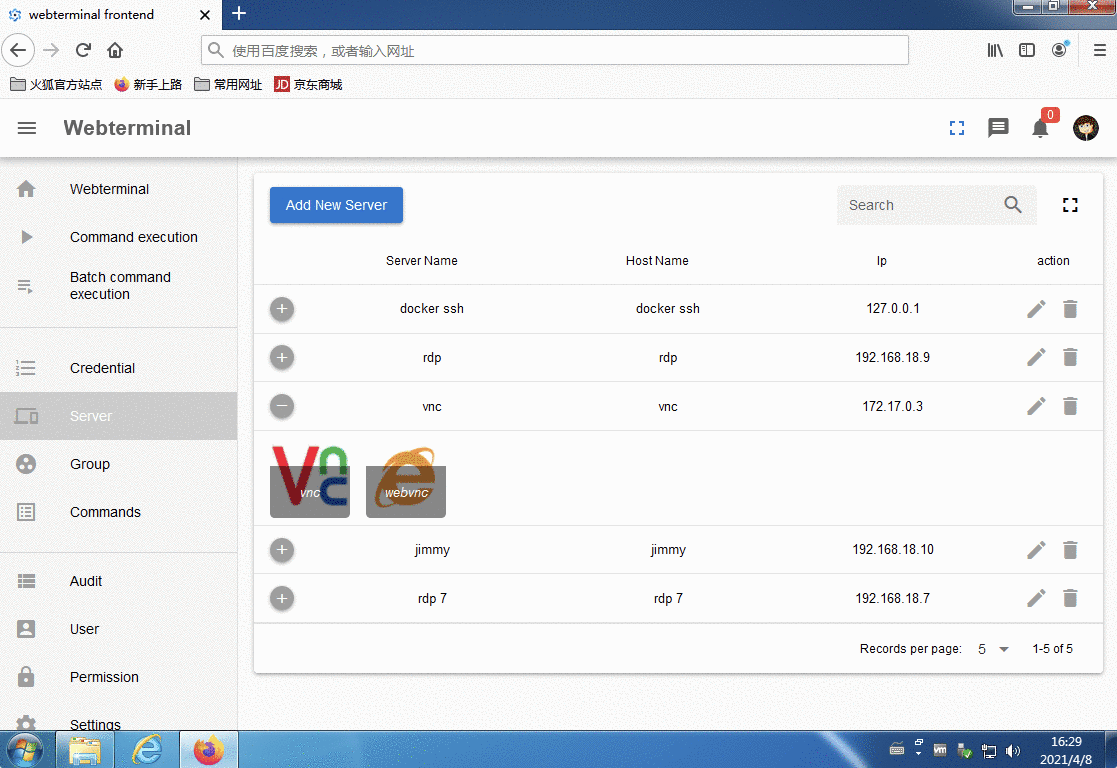 webterminal frontend
使用百度搜索，或者输入网址
火狐官方站点 新手上路 常用网址 JD 京东商城
Webterminal
0
Webterminal
Command execution
Batch command
execution
Credential
Server
Group
Commands
Audit
User
Permission
Settings
Add New Server
Search
Server Name Host Name Ip action
docker ssh docker ssh 127.0.0.1
rdp rdp 192.168.18.9
vnc vnc 172.17.0.3
vnc webvnc
jimmy jimmy 192.168.18.10
rdp 7 rdp 7 192.168.18.7
Records per page: 5 1-5 of 5
16:29
2021/4/8